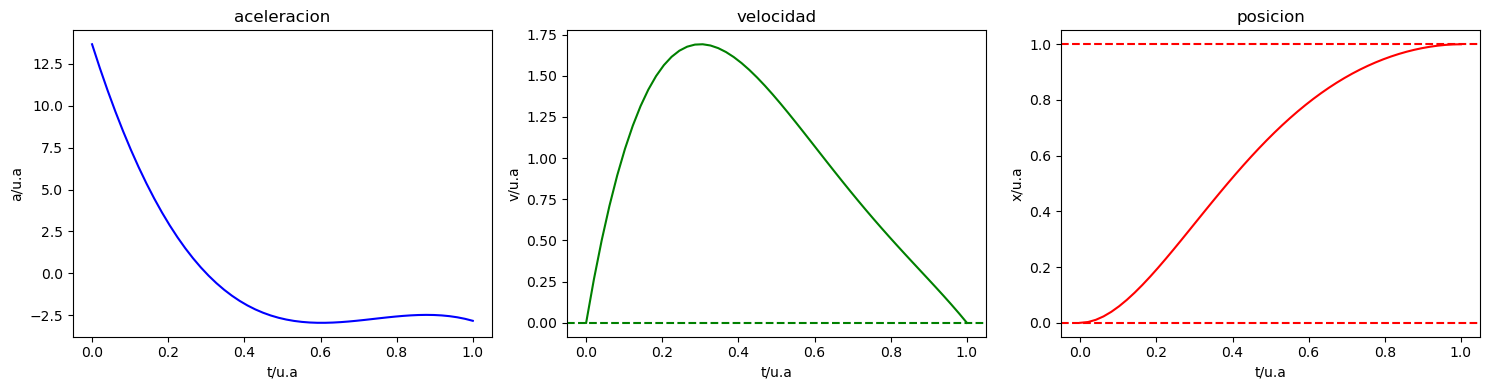 aceleracion
a/u.a
12.5
10.0
7.5
5.0
2.5
0.0
−2.5
0.0 0.2 0.4 0.6 0.8 1.0
t/u.a
velocidad
v/u.a
1.75
1.50
1.25
1.00
0.75
0.50
0.25
0.00
0.0 0.2 0.4 0.6 0.8 1.0
t/u.a
posicion
x/u.a
1.0
0.8
0.6
0.4
0.2
0.0
0.0 0.2 0.4 0.6 0.8 1.0
t/u.a